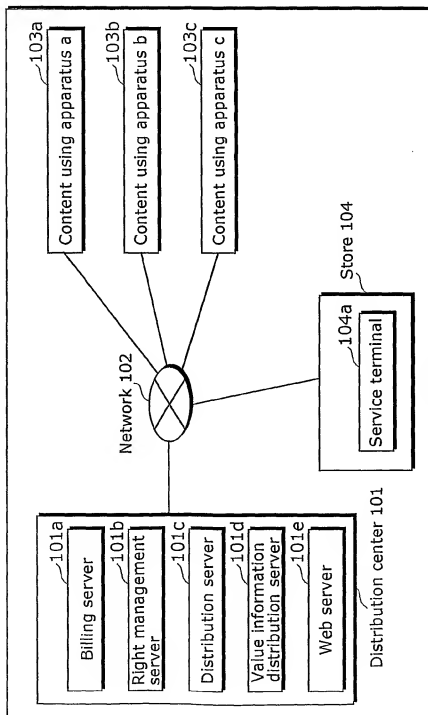 101a
Billing server
101b
Right management
server
101c
Distribution server
101d
Value information
distribution server
101e
Web server
Distribution center 101
Network 102
103a
Content using apparatus a
103b
Content using apparatus b
103c
Content using apparatus c
Store 104
104a
Service terminal